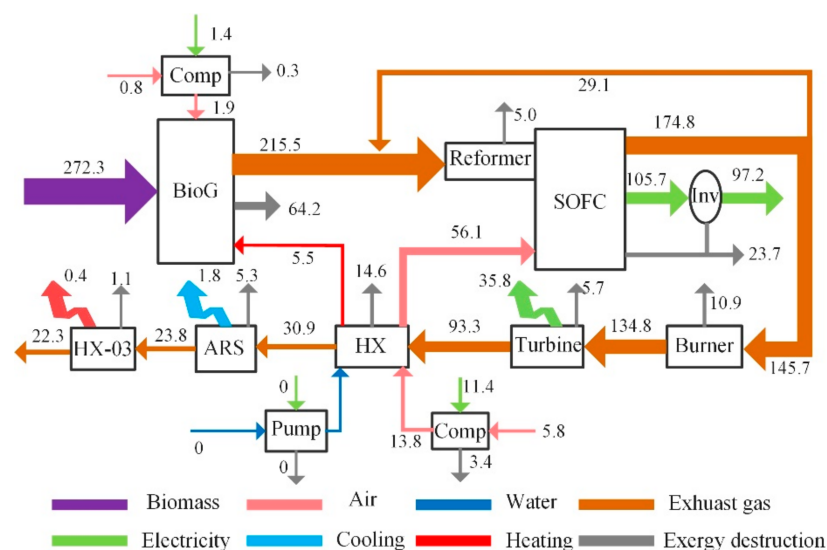 1.4
Comp
0.3
0.8
1.9
29.1
5.0
174.8
272.3
BioG
215.5
Reformer
SOFC
105.7
Inv
97.2
64.2
56.1
23.7
5.5
0.4
1.1
1.8
5.3
14.6
35.8
5.7
10.9
22.3
HX-03
23.8
ARS
30.9
HX
93.3
Turbine
134.8
Burner
145.7
0
Pump
0
0
13.8
11.4
Comp
5.8
3.4
Biomass
Air
Water
Exhuast gas
Electricity
Cooling
Heating
Exergy destruction